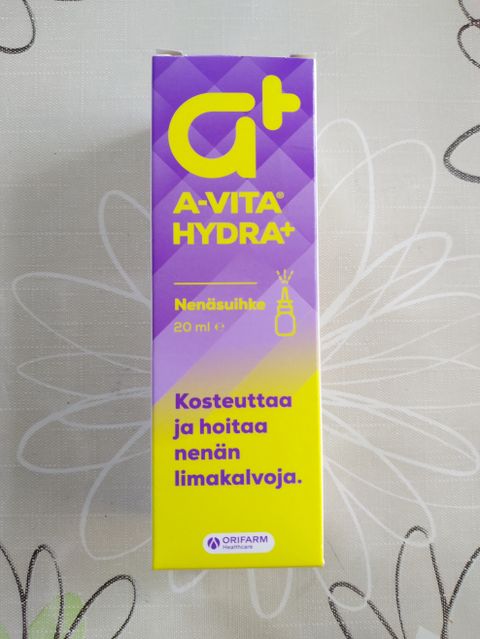 a+
A-VITA®
HYDRA+
Nenäsuihke
20 ml ℮
Kosteuttaa
ja hoitaa
nenän
limakalvoja.
ORIFARM
Healthcare